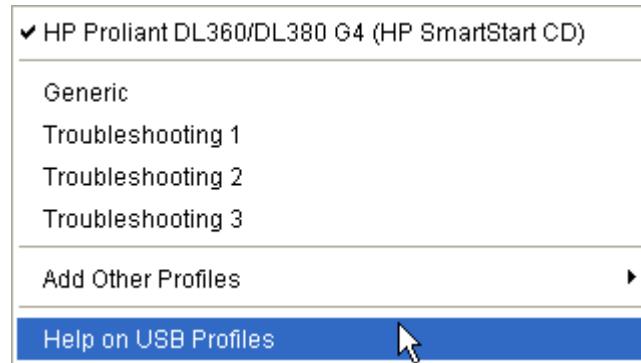 HP Proliant DL360/DL380 G4 (HP SmartStart CD)
Generic
Troubleshooting 1
Troubleshooting 2
Troubleshooting 3
Add Other Profiles
Help on USB Profiles